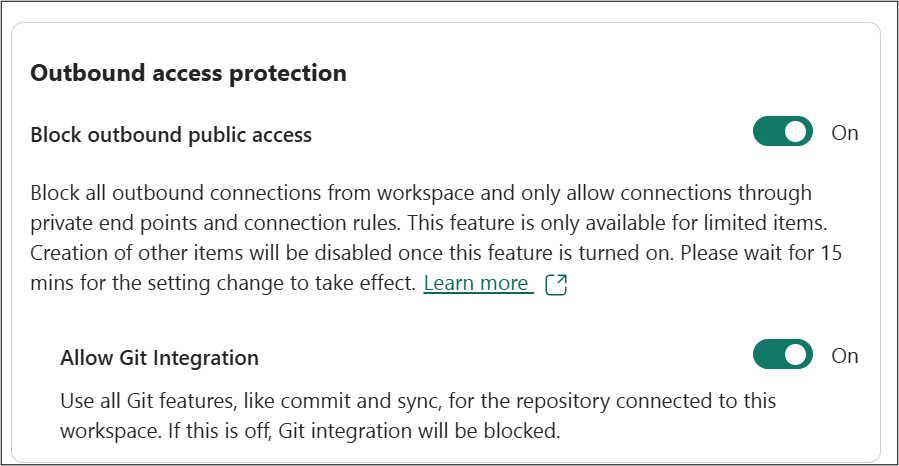 Outbound access protection
Block outbound public access
On
Block all outbound connections from workspace and only allow connections through
private end points and connection rules. This feature is only available for limited items.
Creation of other items will be disabled once this feature is turned on. Please wait for 15
mins for the setting change to take effect. Learn more
Allow Git Integration
On
Use all Git features, like commit and sync, for the repository connected to this
workspace. If this is off, Git integration will be blocked.